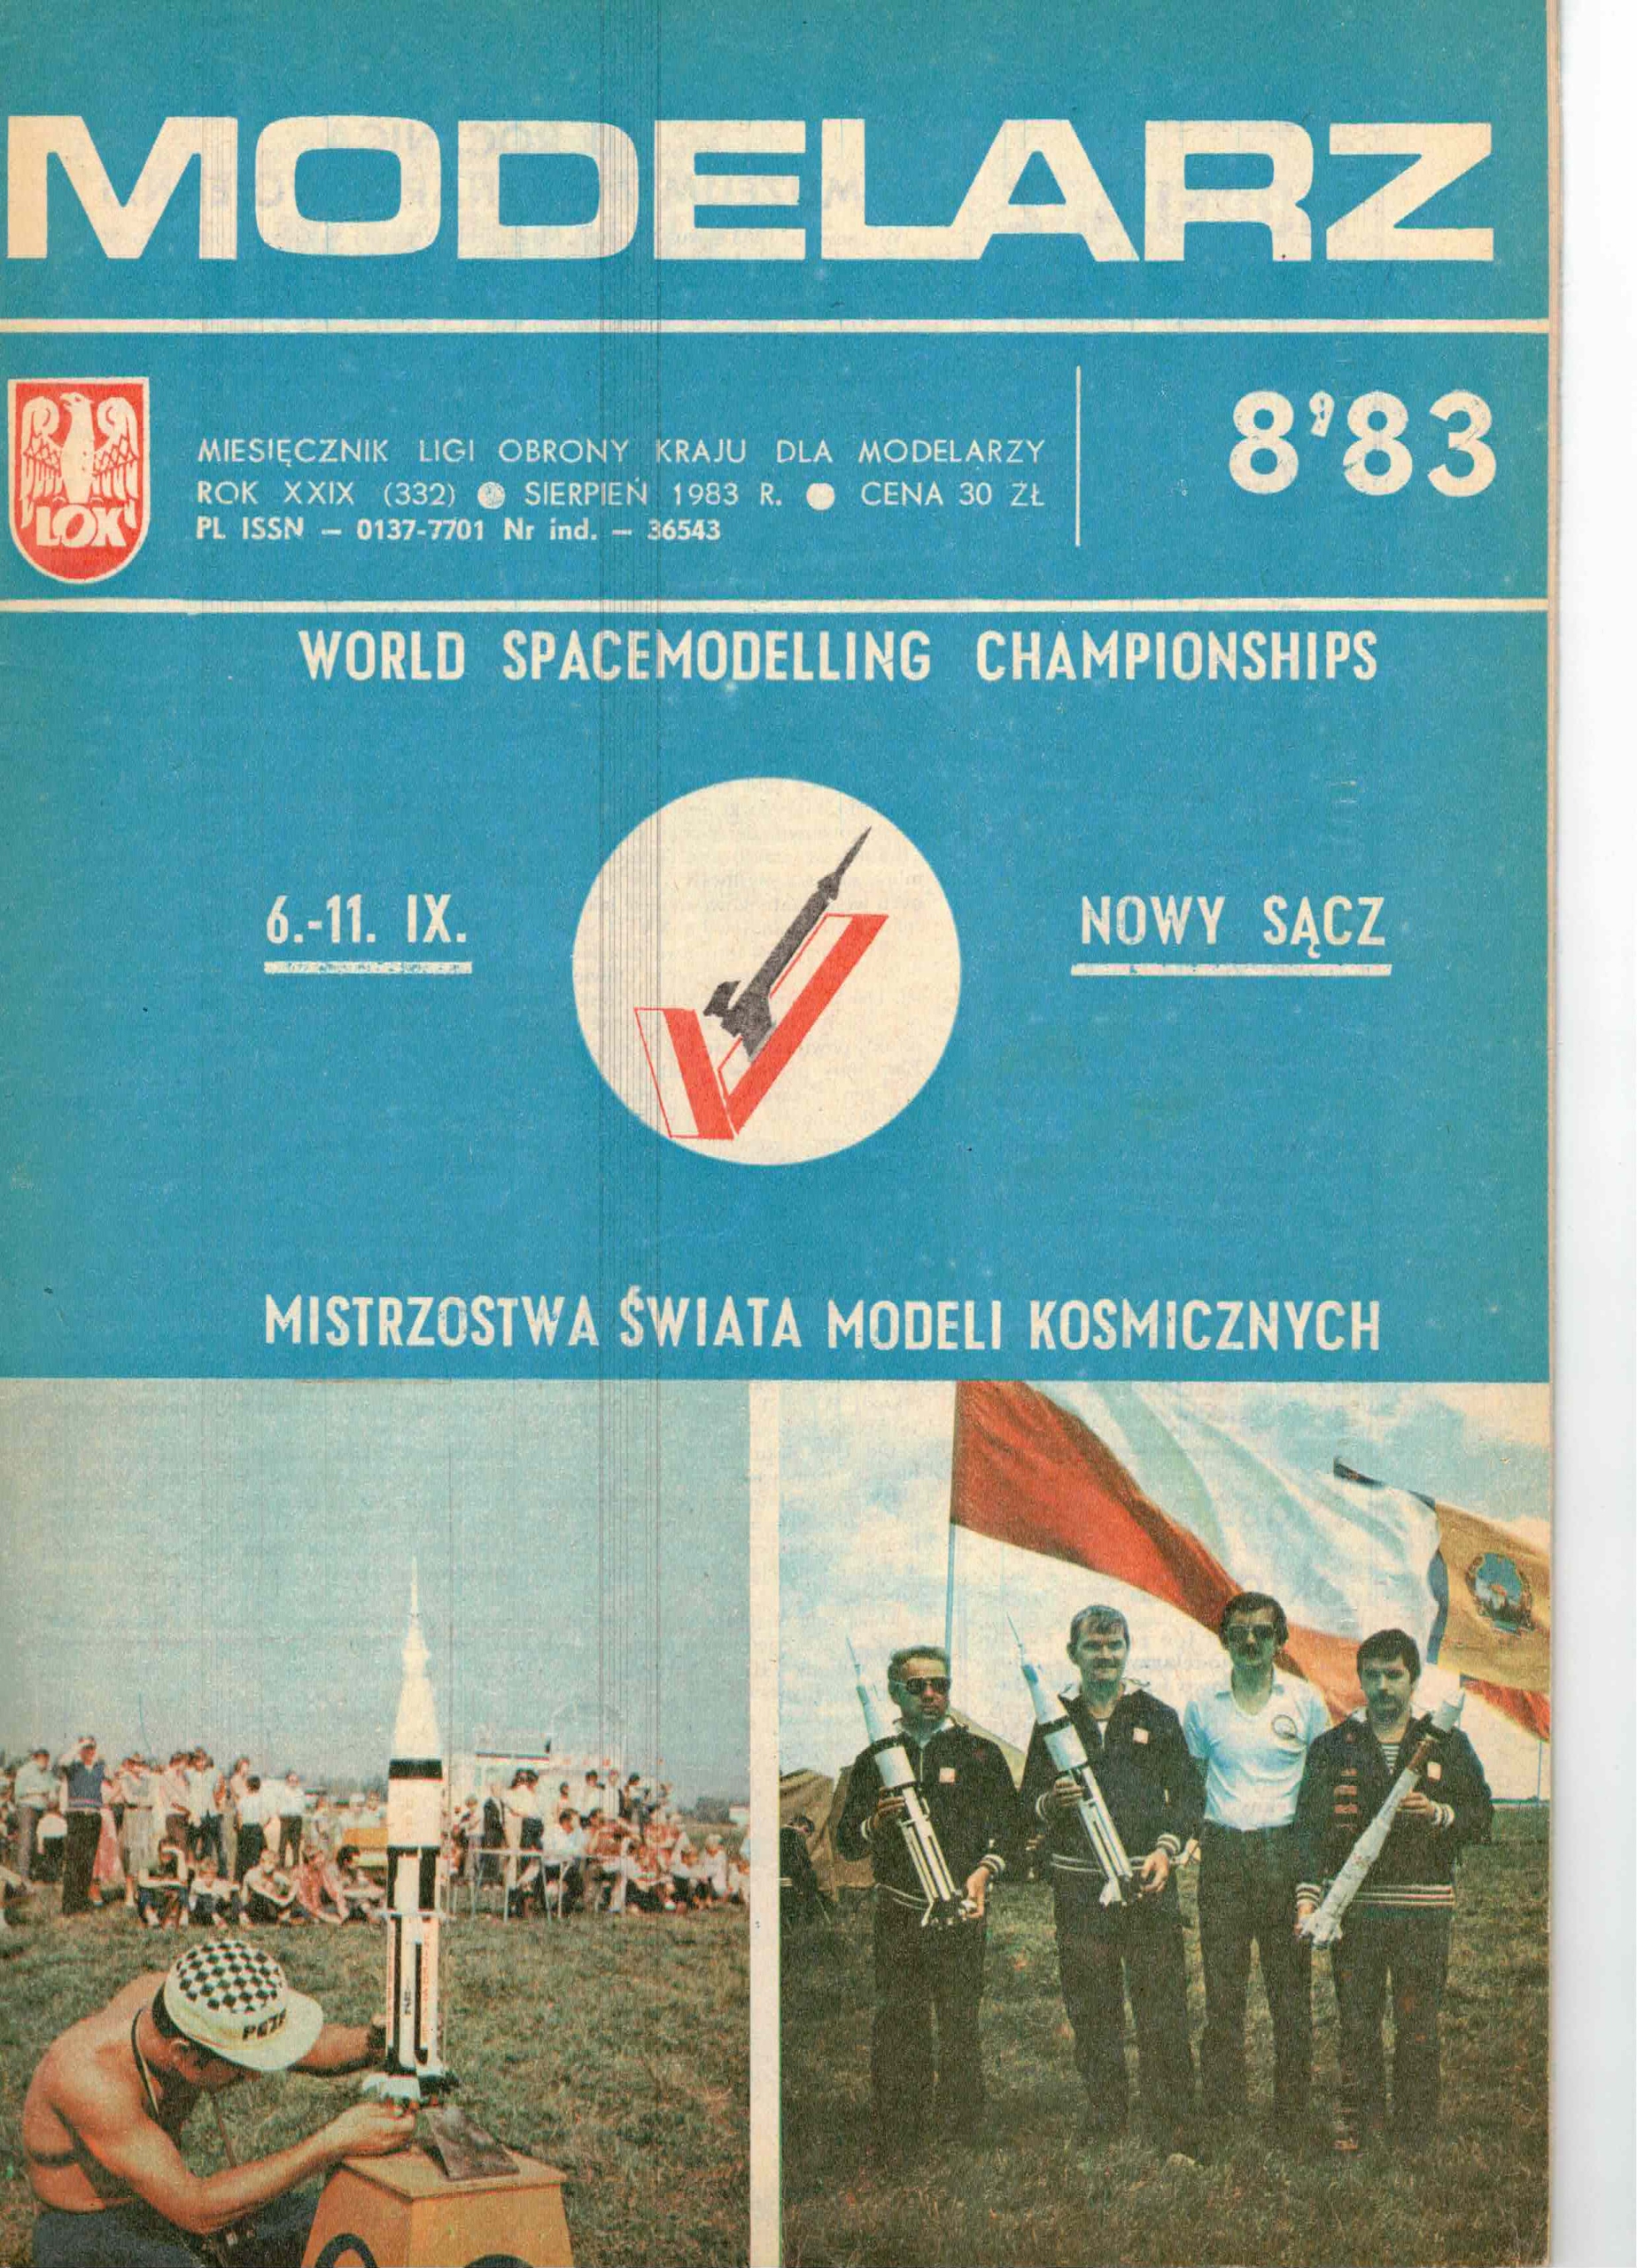 MODELARZ
LOK
MIESIĘCZNIK LIGI OBRONY KRAJU DLA MODELARZY
ROK XXIX (332) ● SIERPIEŃ 1983 R. ● CENA 30 ZŁ
PL ISSN — 0137-7701 Nr ind. — 36543
8'83
WORLD SPACEMODELLING CHAMPIONSHIPS
6.-11. IX.
NOWY SĄCZ
MISTRZOSTWA ŚWIATA MODELI KOSMICZNYCH